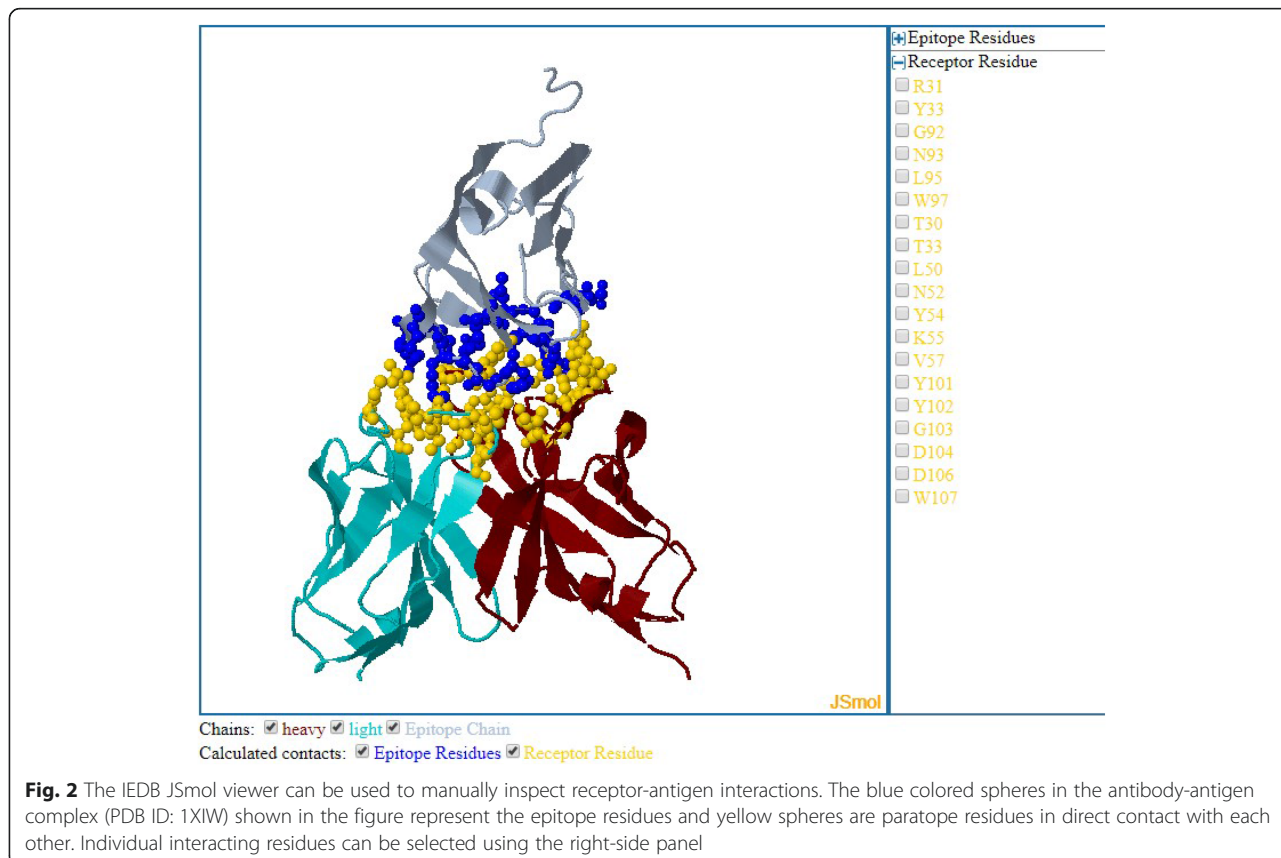 [+]Epitope Residues
[−]Receptor Residue
R31
Y33
G92
N93
L95
W97
T30
T33
L50
N52
Y54
K55
V57
Y101
Y102
G103
D104
D106
W107
JSmol
Chains: heavy light Epitope Chain
Calculated contacts: Epitope Residues Receptor Residue
Fig. 2 The IEDB JSmol viewer can be used to manually inspect receptor-antigen interactions. The blue colored spheres in the antibody-antigen
complex (PDB ID: 1XIW) shown in the figure represent the epitope residues and yellow spheres are paratope residues in direct contact with each
other. Individual interacting residues can be selected using the right-side panel